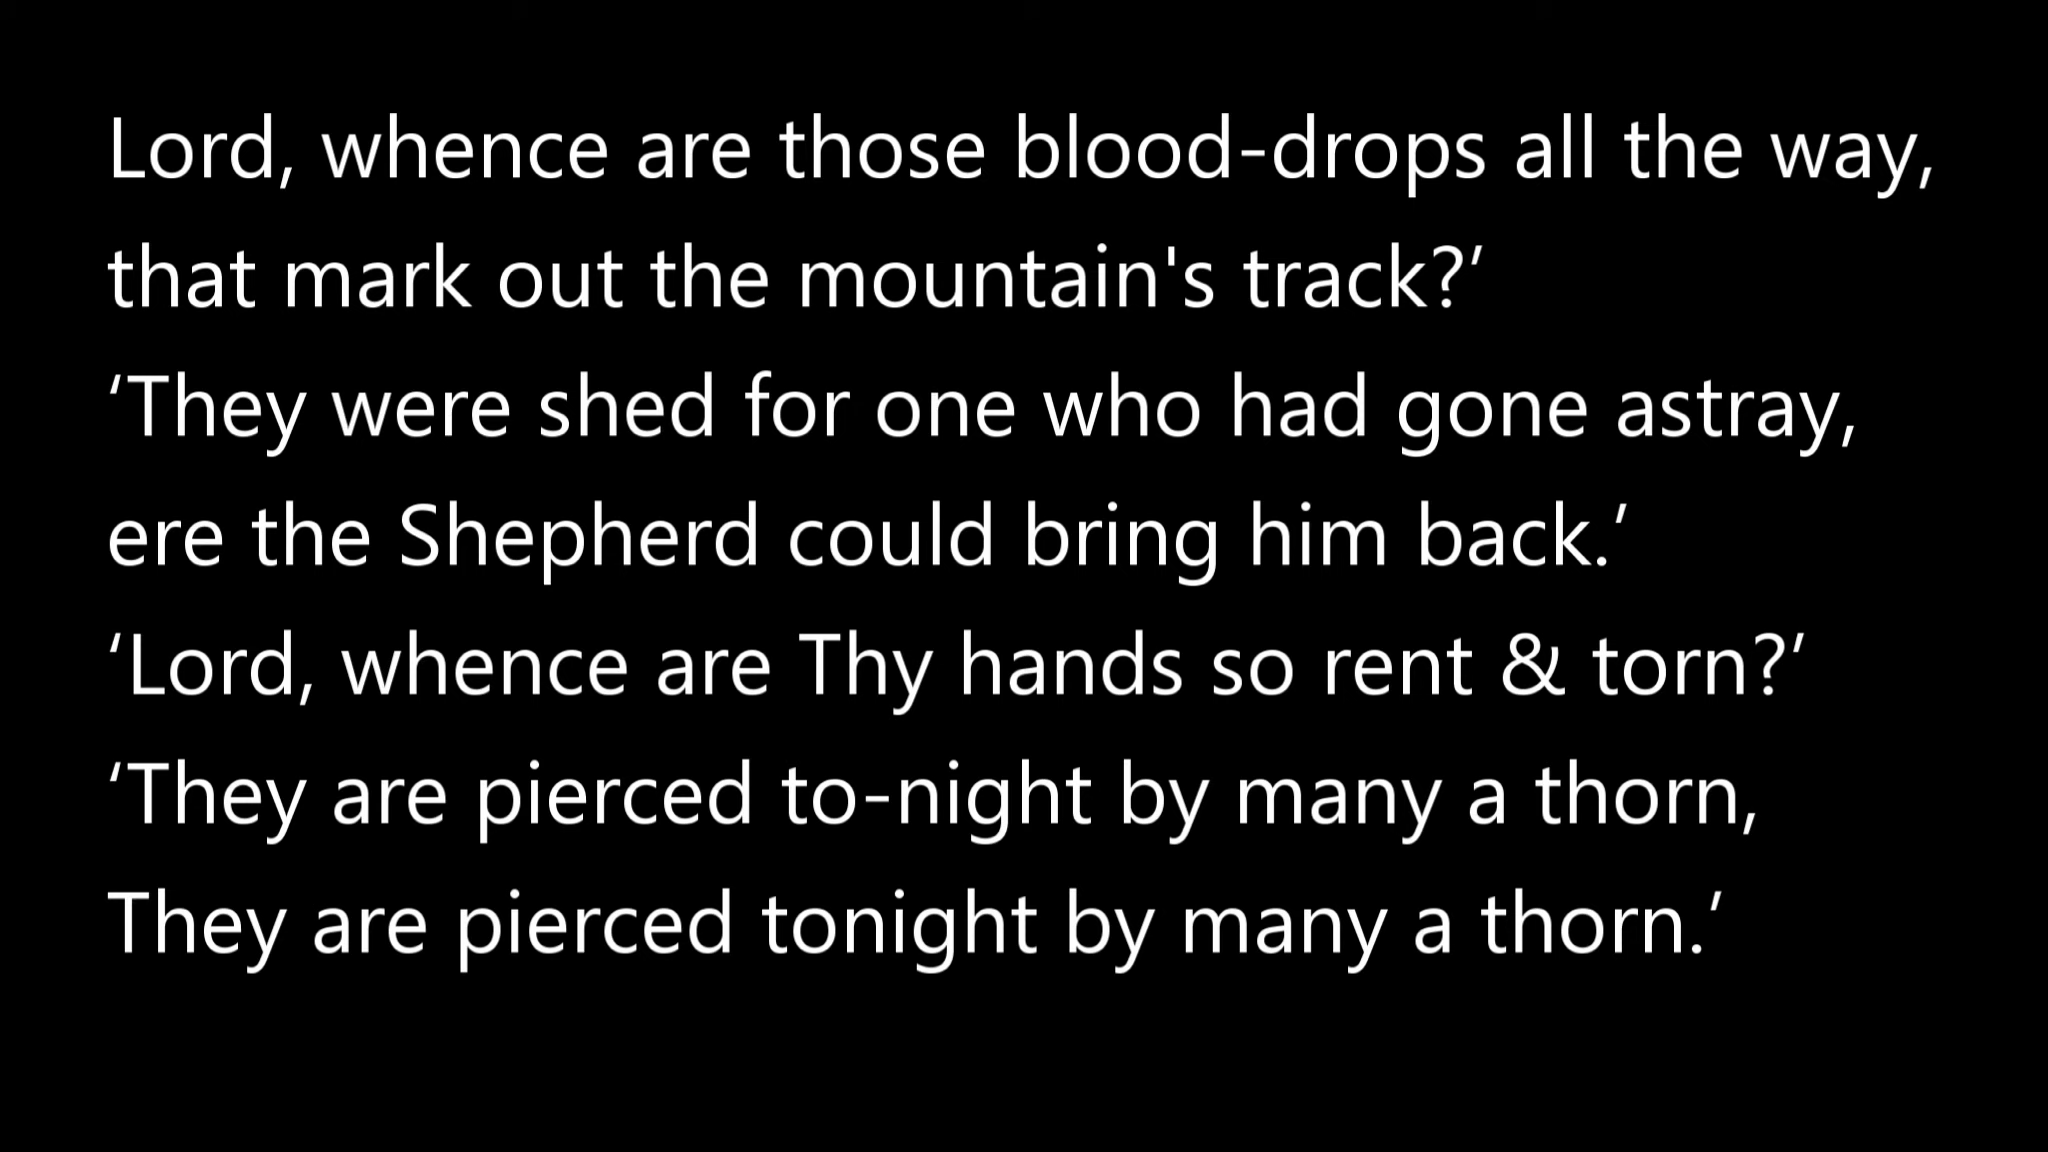 Lord, whence are those blood-drops all the way,
that mark out the mountain's track?’
‘They were shed for one who had gone astray,
ere the Shepherd could bring him back.’
‘Lord, whence are Thy hands so rent & torn?’
‘They are pierced to-night by many a thorn,
They are pierced tonight by many a thorn.’